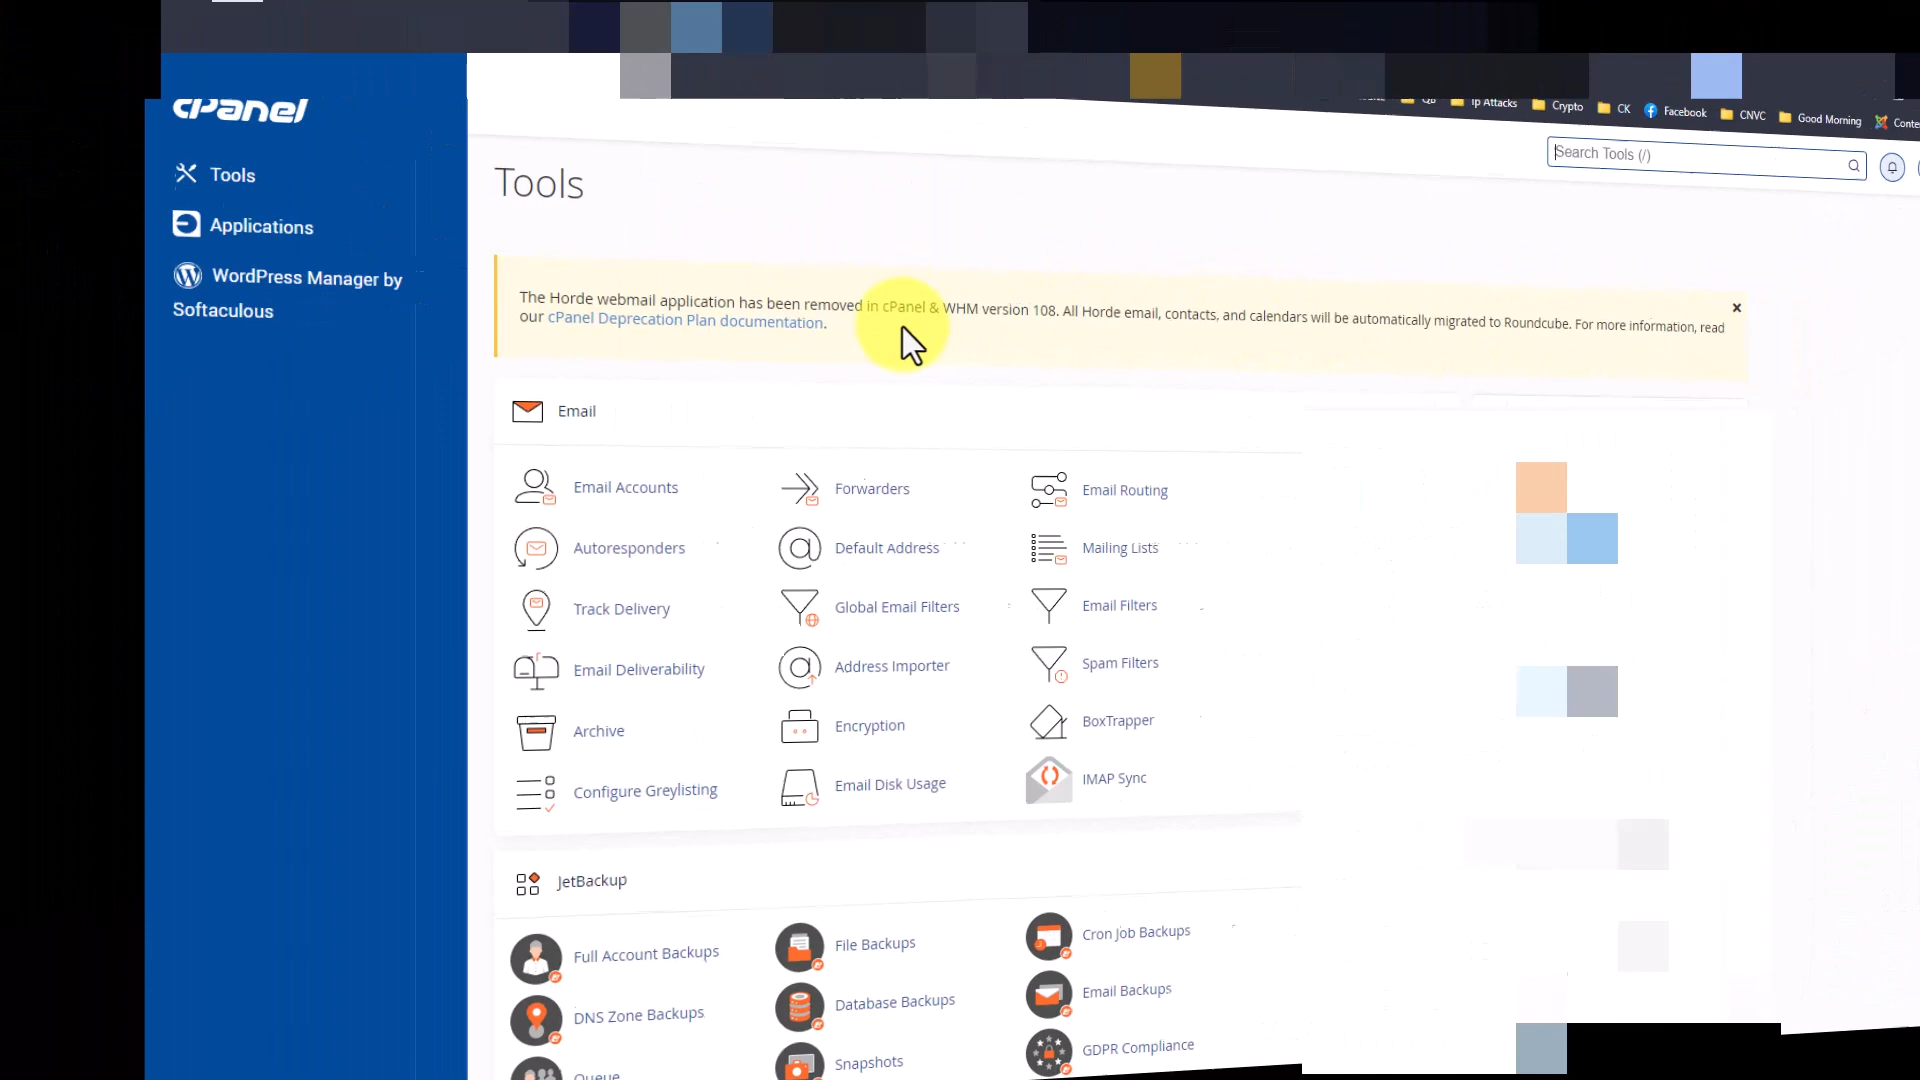 Ip Attacks
Crypto
CK
Facebook
CNVC
Good Morning
cPanel
Search Tools (/)
Tools
Applications
WordPress Manager by
Softaculous
Tools
The Horde webmail application has been removed in cPanel & WHM version 108. All Horde email, contacts, and calendars will be automatically migrated to Roundcube. For more information, read
our cPanel Deprecation Plan documentation.
Email
Email Accounts
Forwarders
Email Routing
Autoresponders
Default Address
Mailing Lists
Track Delivery
Global Email Filters
Email Filters
Email Deliverability
Address Importer
Spam Filters
Archive
Encryption
BoxTrapper
Configure Greylisting
Email Disk Usage
IMAP Sync
JetBackup
Full Account Backups
File Backups
Cron Job Backups
DNS Zone Backups
Database Backups
Email Backups
Queue
Snapshots
GDPR Compliance